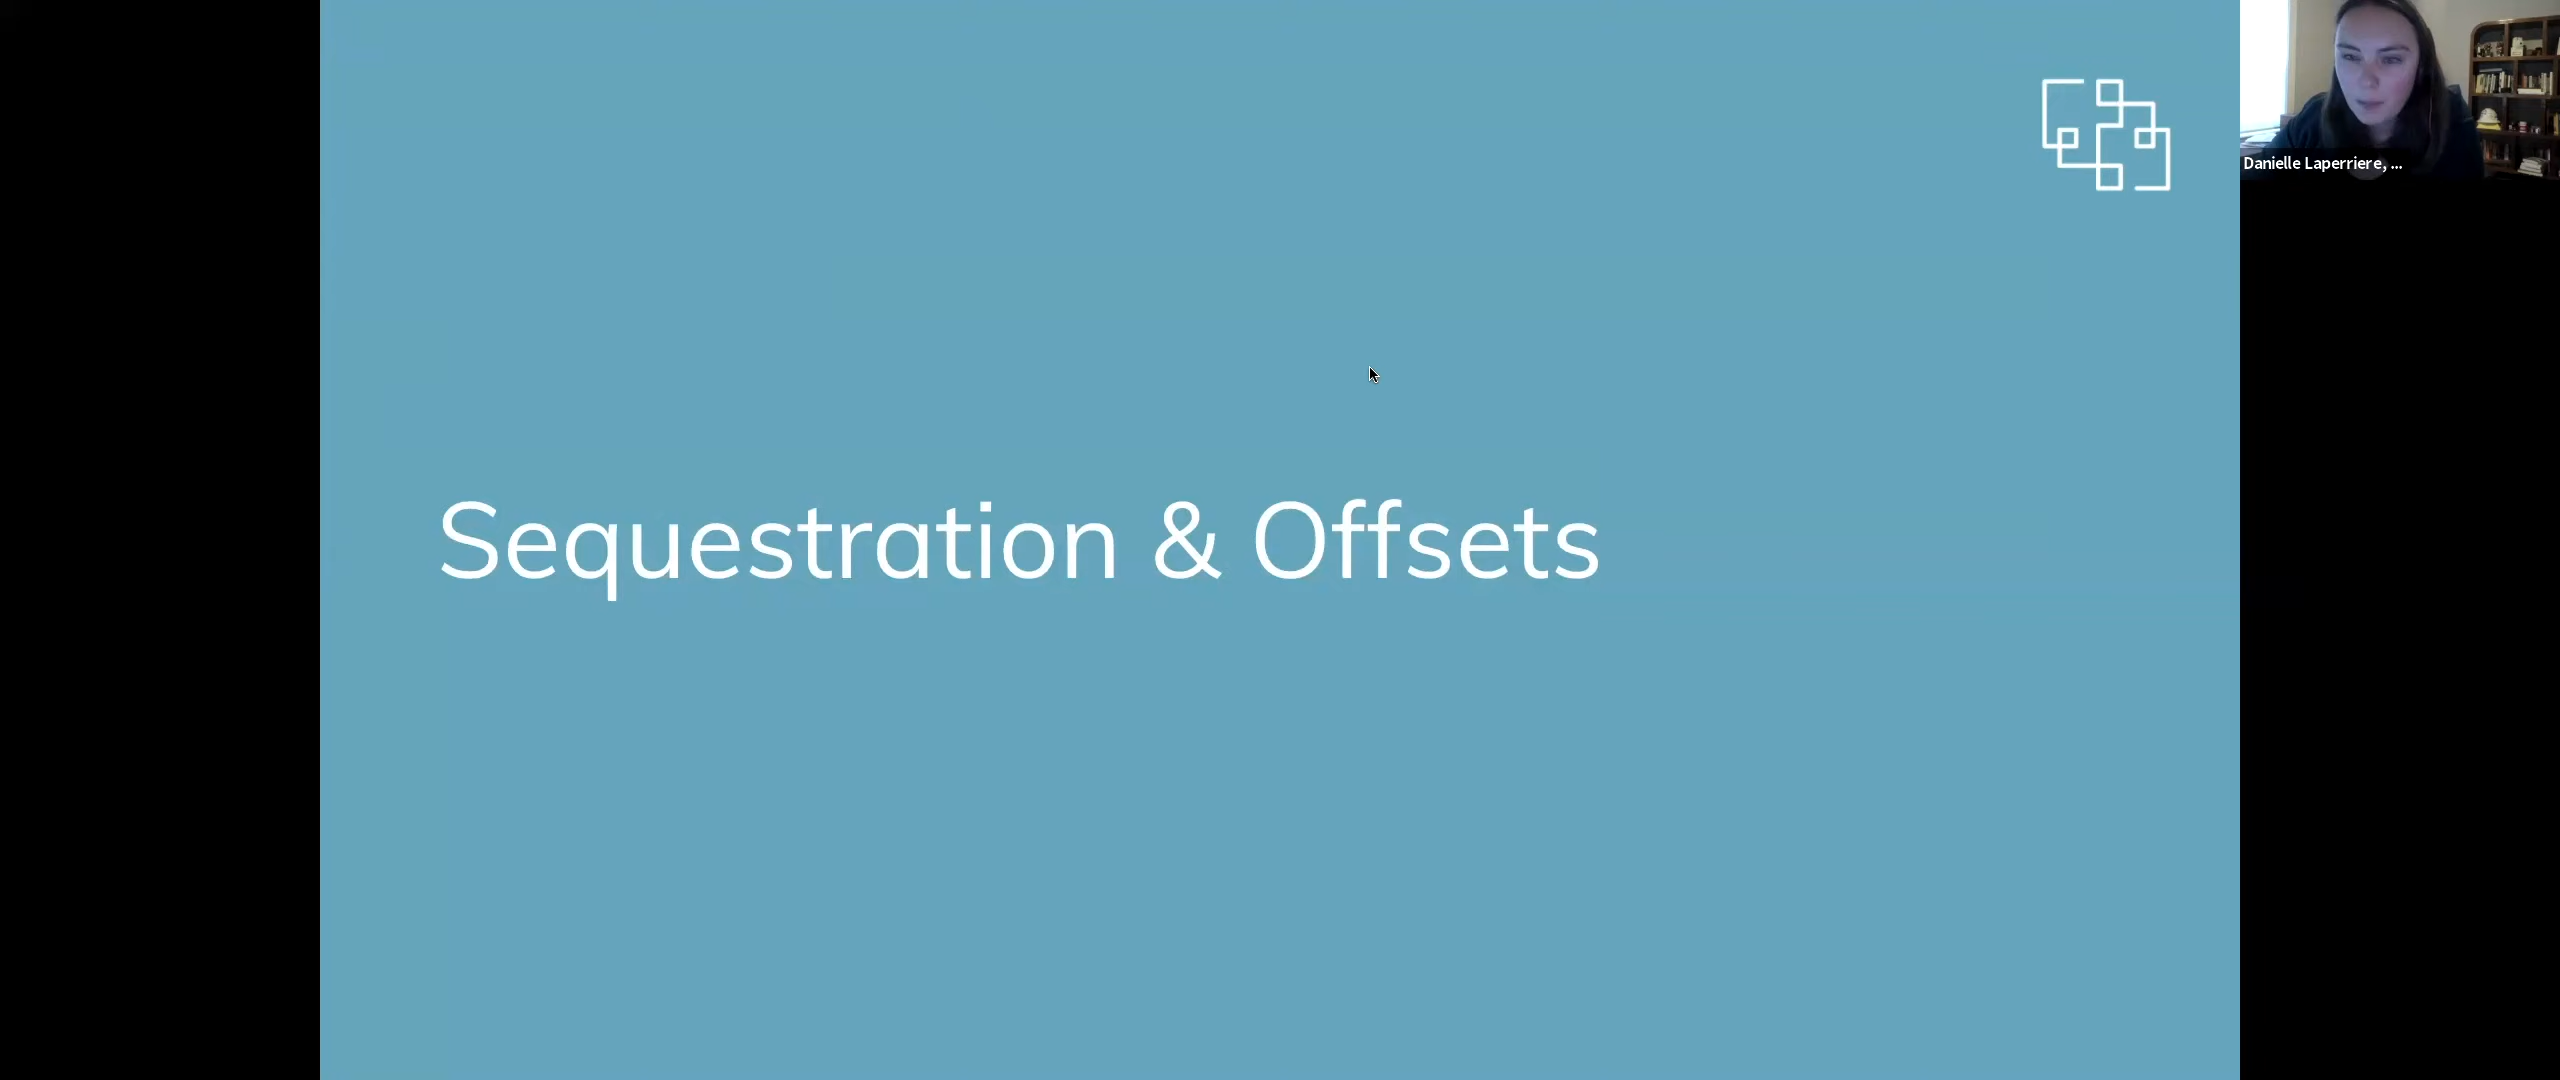 Sequestration & Offsets
Danielle Laperriere, ...